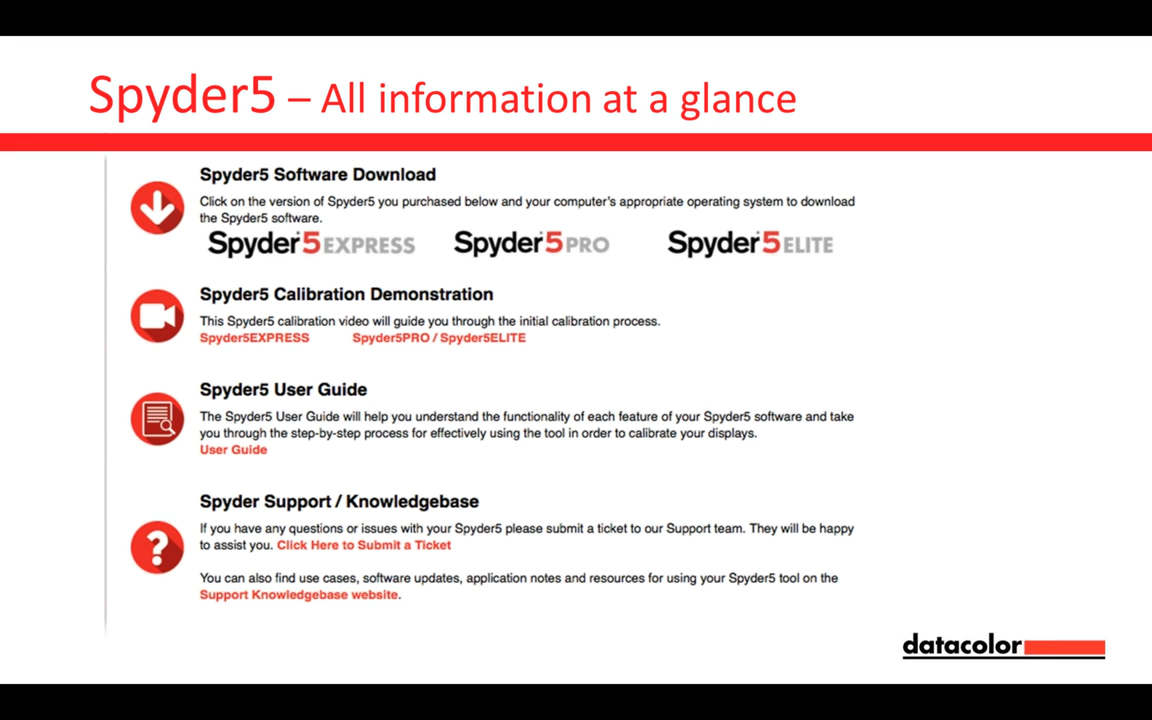 Spyder5 – All information at a glance
Spyder5 Software Download
Click on the version of Spyder5 you purchased below and your computer's appropriate operating system to download
the Spyder5 software.
Spyder5EXPRESS Spyder5PRO Spyder5ELITE
Spyder5 Calibration Demonstration
This Spyder5 calibration video will guide you through the initial calibration process.
Spyder5EXPRESS Spyder5PRO / Spyder5ELITE
Spyder5 User Guide
The Spyder5 User Guide will help you understand the functionality of each feature of your Spyder5 software and take
you through the step-by-step process for effectively using the tool in order to calibrate your displays.
User Guide
Spyder Support / Knowledgebase
If you have any questions or issues with your Spyder5 please submit a ticket to our Support team. They will be happy
to assist you. Click Here to Submit a Ticket
You can also find use cases, software updates, application notes and resources for using your Spyder5 tool on the
Support Knowledgebase website.
datacolor